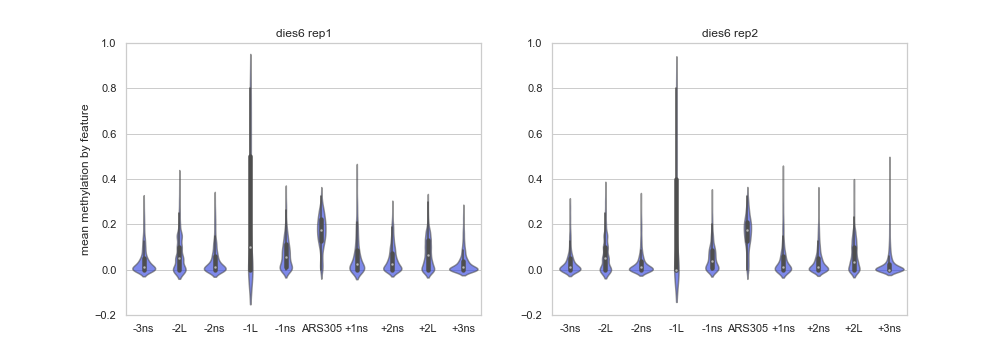 dies6 rep1
mean methylation by feature
1.0
0.8
0.6
0.4
0.2
0.0
−0.2
-3ns -2L -2ns -1L -1ns ARS305 +1ns +2ns +2L +3ns
dies6 rep2
1.0
0.8
0.6
0.4
0.2
0.0
−0.2
-3ns -2L -2ns -1L -1ns ARS305 +1ns +2ns +2L +3ns